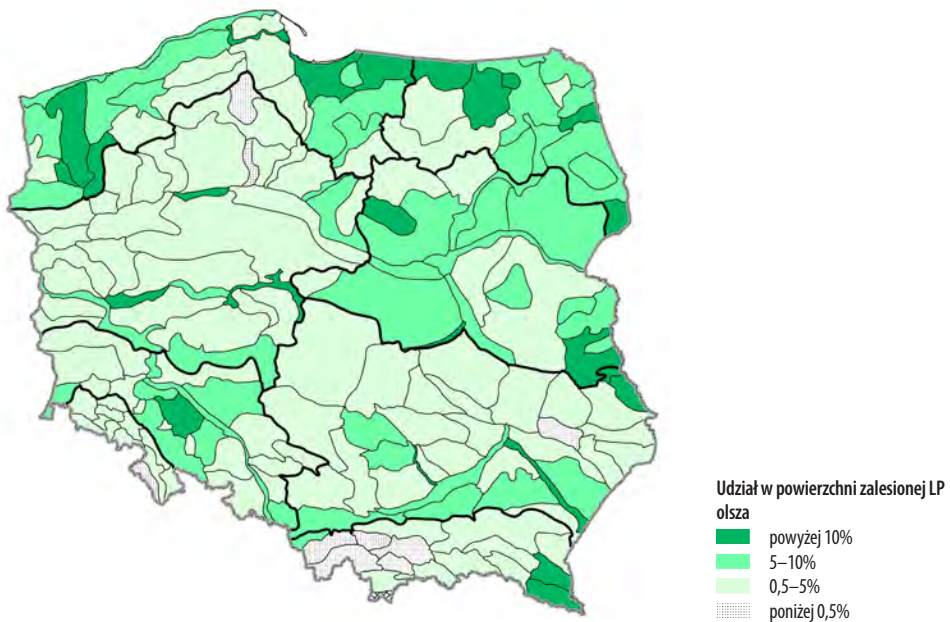 Udział w powierzchni zalesionej LP
olsza
powyżej 10%
5–10%
0,5–5%
poniżej 0,5%